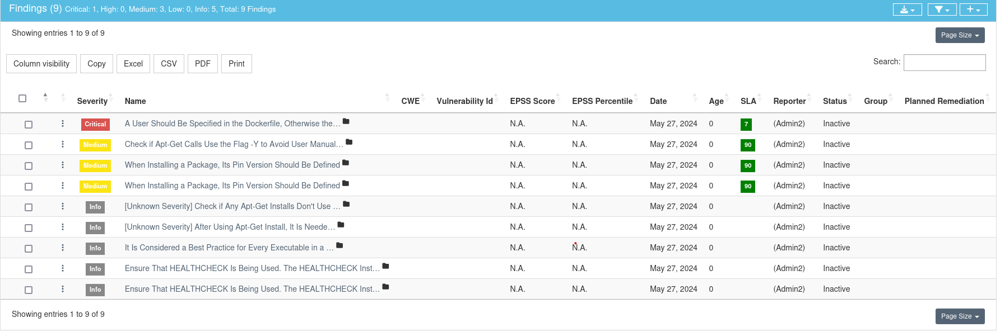 Findings (9) Critical: 1, High: 0, Medium: 3, Low: 0, Info: 5, Total: 9 Findings
Showing entries 1 to 9 of 9
Page Size
Column visibility Copy Excel CSV PDF Print Search:
Severity Name CWE Vulnerability Id EPSS Score EPSS Percentile Date Age SLA Reporter Status Group Planned Remediation
Critical A User Should Be Specified in the Dockerfile, Otherwise the… N.A. N.A. May 27, 2024 0 7 (Admin2) Inactive
Medium Check if Apt-Get Calls Use the Flag -Y to Avoid User Manual… N.A. N.A. May 27, 2024 0 90 (Admin2) Inactive
Medium When Installing a Package, Its Pin Version Should Be Defined N.A. N.A. May 27, 2024 0 90 (Admin2) Inactive
Medium When Installing a Package, Its Pin Version Should Be Defined N.A. N.A. May 27, 2024 0 90 (Admin2) Inactive
Info [Unknown Severity] Check if Any Apt-Get Installs Don't Use … N.A. N.A. May 27, 2024 0 (Admin2) Inactive
Info [Unknown Severity] After Using Apt-Get Install, It Is Neede… N.A. N.A. May 27, 2024 0 (Admin2) Inactive
Info It Is Considered a Best Practice for Every Executable in a … N.A. N.A. May 27, 2024 0 (Admin2) Inactive
Info Ensure That HEALTHCHECK Is Being Used. The HEALTHCHECK Inst… N.A. N.A. May 27, 2024 0 (Admin2) Inactive
Info Ensure That HEALTHCHECK Is Being Used. The HEALTHCHECK Inst… N.A. N.A. May 27, 2024 0 (Admin2) Inactive
Showing entries 1 to 9 of 9
Page Size